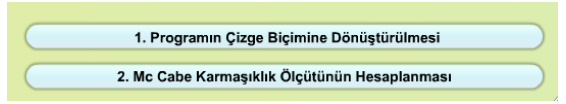 1. Programın Çizge Biçimine Dönüştürülmesi
2. Mc Cabe Karmaşıklık Ölçütünün Hesaplanması